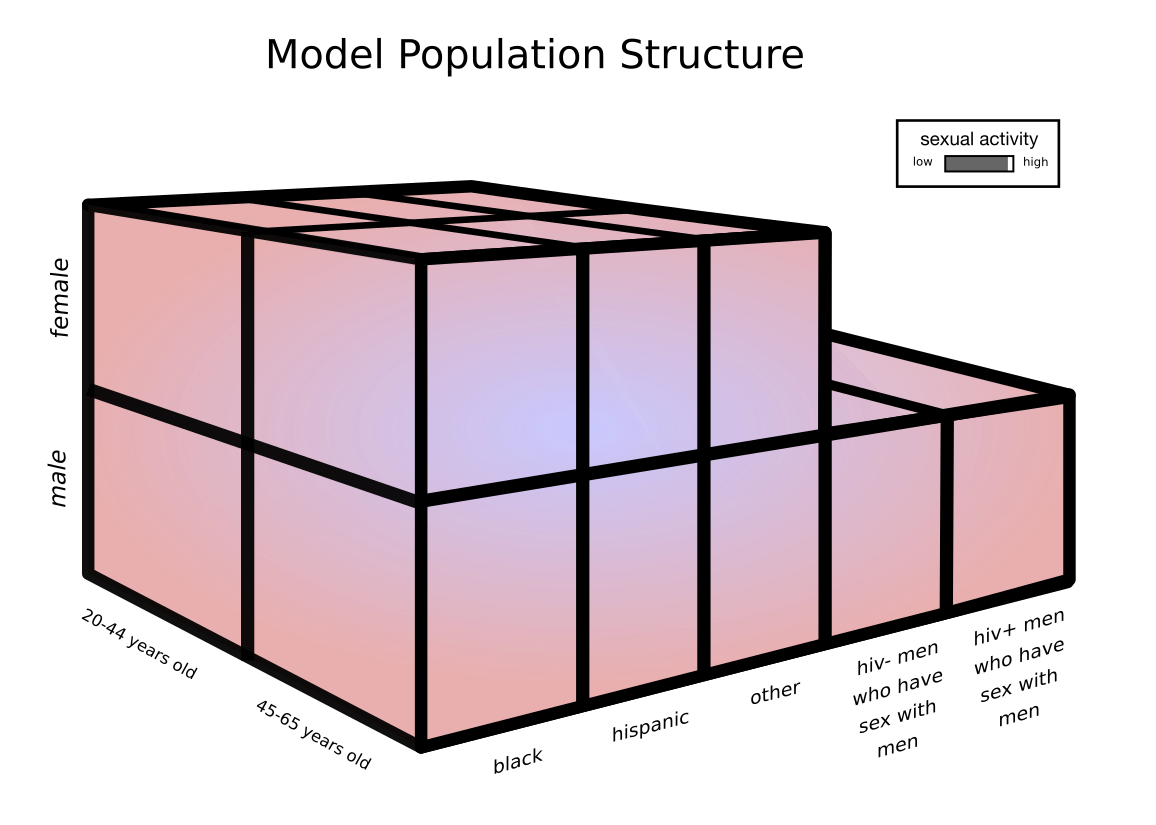 Model Population Structure
sexual activity
low
high
female
male
20-44 years old
45-65 years old
black
hispanic
other
hiv- men
who have
sex with
men
hiv+ men
who have
sex with
men